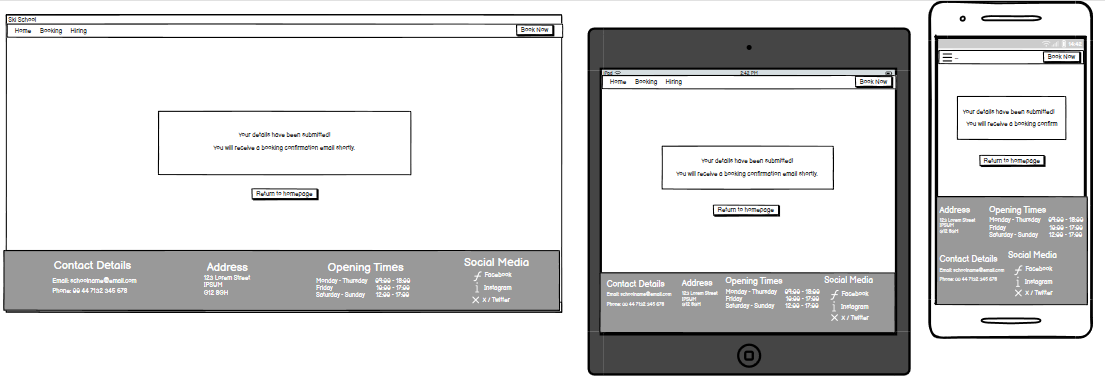 Ski School
Home Booking Hiring Book Now
Your details have been submitted!
You will receive a booking confirmation email shortly.
Return to homepage
Contact Details
Email: schoolname@email.com
Phone: 00 44 7132 345 678
Address
123 Lorem Street
IPSUM
G12 8GH
Opening Times
Monday - Thursday 09:00 - 18:00
Friday 10:00 - 17:00
Saturday - Sunday 12:00 - 17:00
Social Media
Facebook
Instagram
X / Twitter
iPad 2:42 PM
Home Booking Hiring Book Now
Your details have been submitted!
You will receive a booking confirmation email shortly.
Return to homepage
Contact Details
Email: schoolname@email.com
Phone: 00 44 7132 345 678
Address
123 Lorem Street
IPSUM
Opening Times
Monday - Thursday 09:00 - 18:00
Friday 10:00 - 17:00
Saturday - Sunday 12:00 - 17:00
Social Media
Facebook
Instagram
X / Twitter
Book Now
Your details have been submitted!
You will receive a booking confirm
Return to homepage
Address
123 Lorem Street
IPSUM
Opening Times
Monday - Thursday 09:00 - 18:00
Friday 10:00 - 17:00
Saturday - Sunday 12:00 - 17:00
Contact Details
Email: schoolname@email.com
Phone: 00 44 7132 345 678
Social Media
Facebook
Instagram
X / Twitter